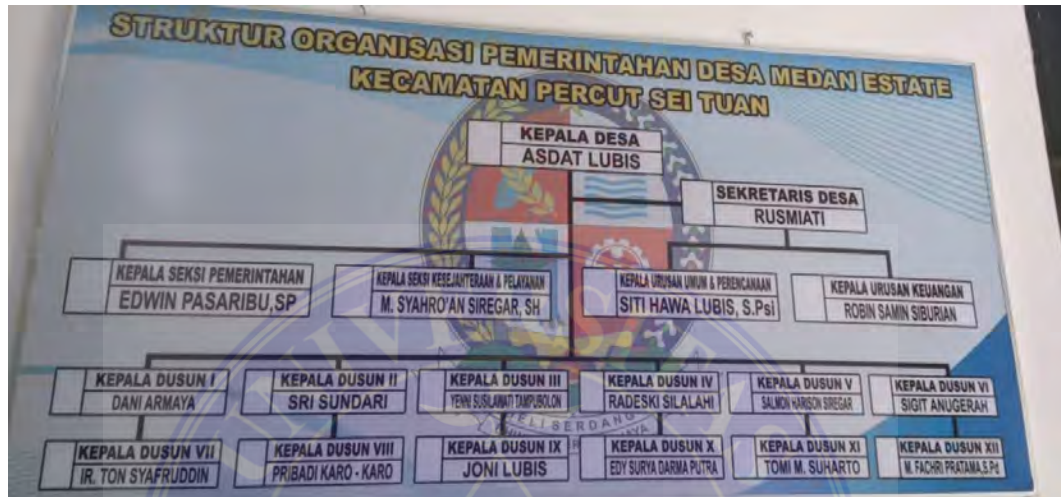 STRUKTUR ORGANISASI PEMERINTAHAN DESA MEDAN ESTATE
KECAMATAN PERCUT SEI TUAN
KEPALA DESA
ASDAT LUBIS
SEKRETARIS DESA
RUSMIATI
KEPALA SEKSI PEMERINTAHAN
EDWIN PASARIBU,SP
KEPALA SEKSI KESEJAHTERAAN & PELAYANAN
M. SYAHRO'AN SIREGAR, SH
KEPALA URUSAN UMUM & PERENCANAAN
SITI HAWA LUBIS, S.Psi
KEPALA URUSAN KEUANGAN
ROBIN SAMIN SIBURIAN
KEPALA DUSUN I
DANI ARMAYA
KEPALA DUSUN II
SRI SUNDARI
KEPALA DUSUN III
YENNI SUSILAWATI TAMPUBOLON
KEPALA DUSUN IV
RADESKI SILALAHI
KEPALA DUSUN V
SALMON HARISON SIREGAR
KEPALA DUSUN VI
SIGIT ANUGERAH
KEPALA DUSUN VII
IR. TON SYAFRUDDIN
KEPALA DUSUN VIII
PRIBADI KARO - KARO
KEPALA DUSUN IX
JONI LUBIS
KEPALA DUSUN X
EDY SURYA DARMA PUTRA
KEPALA DUSUN XI
TOMI M. SUHARTO
KEPALA DUSUN XII
M. FACHRI PRATAMA,S.Pd
ELI SERDANG